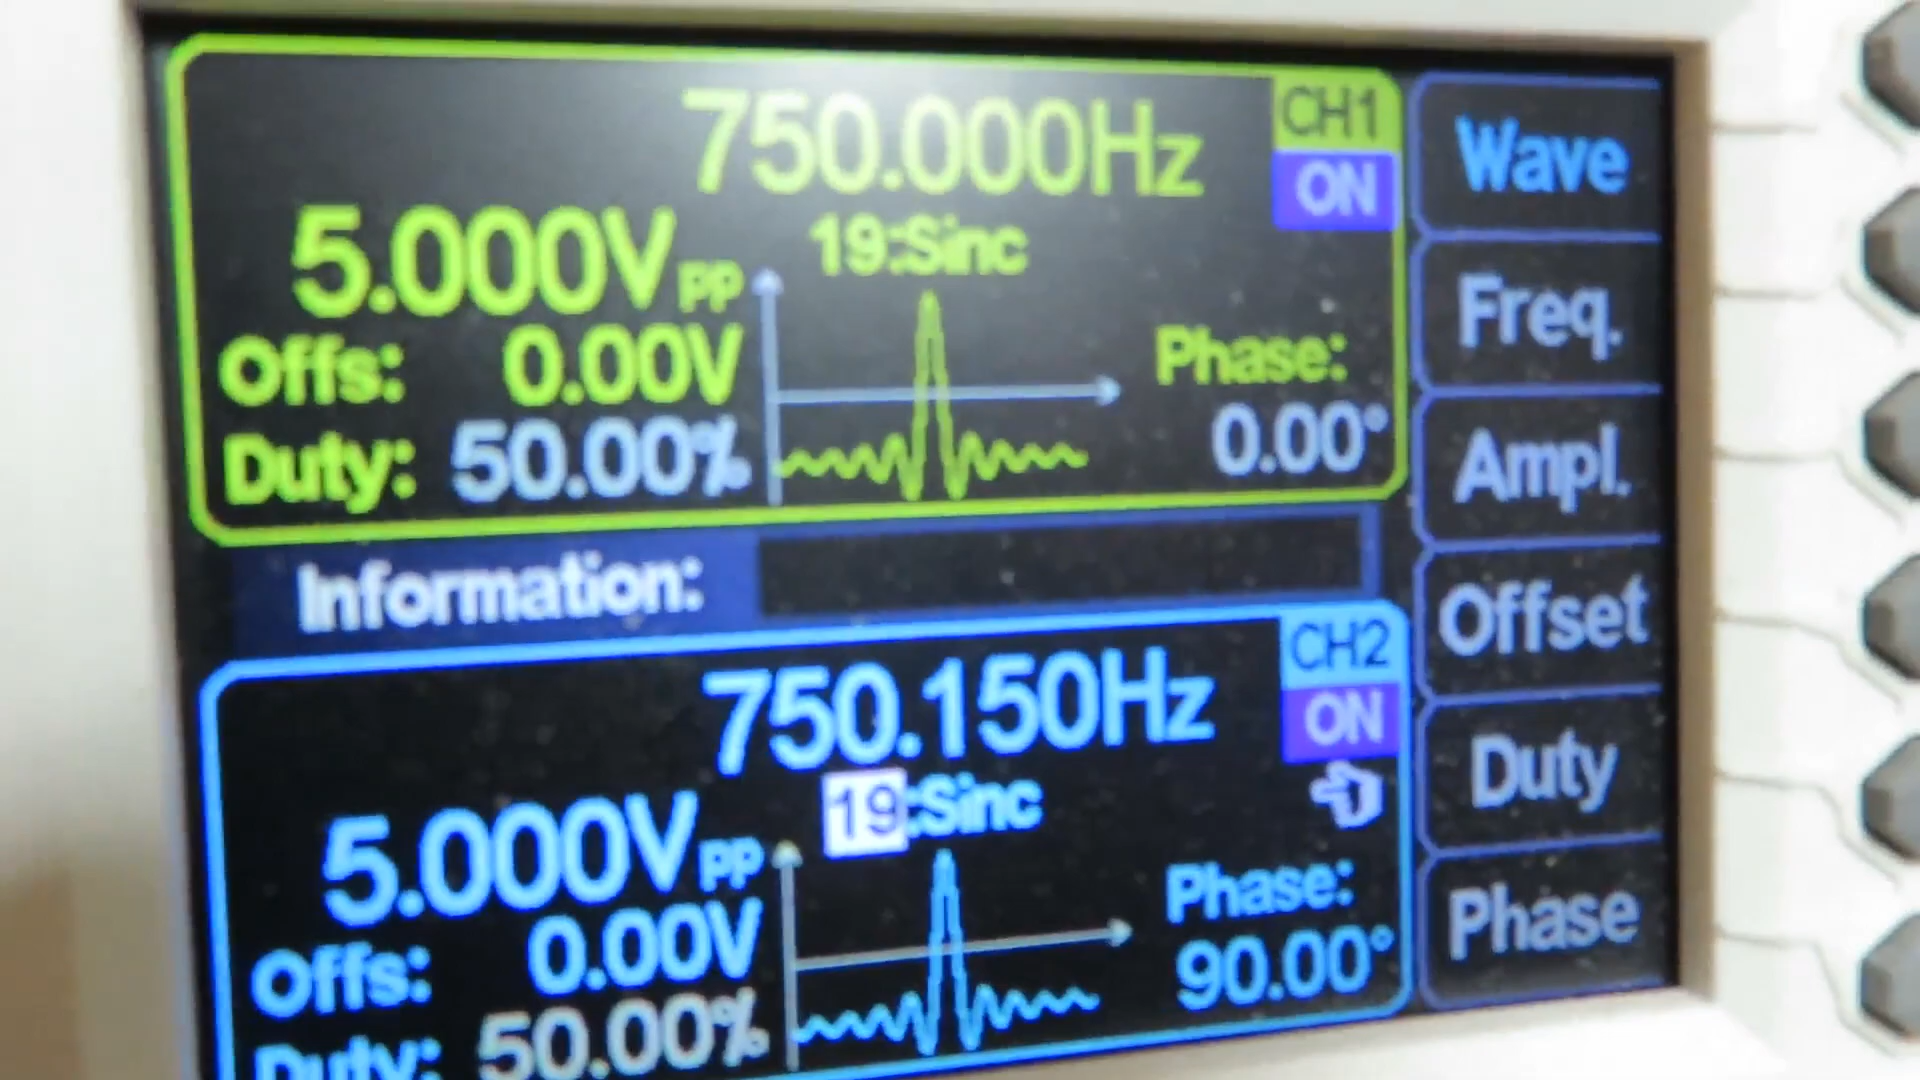 750.000Hz
CH1
ON
5.000Vpp
19:Sinc
Offs: 0.00V
Phase:
Duty: 50.00%
0.00°
Information:
750.150Hz
CH2
ON
5.000Vpp
19:Sinc
Offs: 0.00V
Phase:
90.00°
Duty: 50.00%
Wave
Freq.
Ampl.
Offset
Duty
Phase